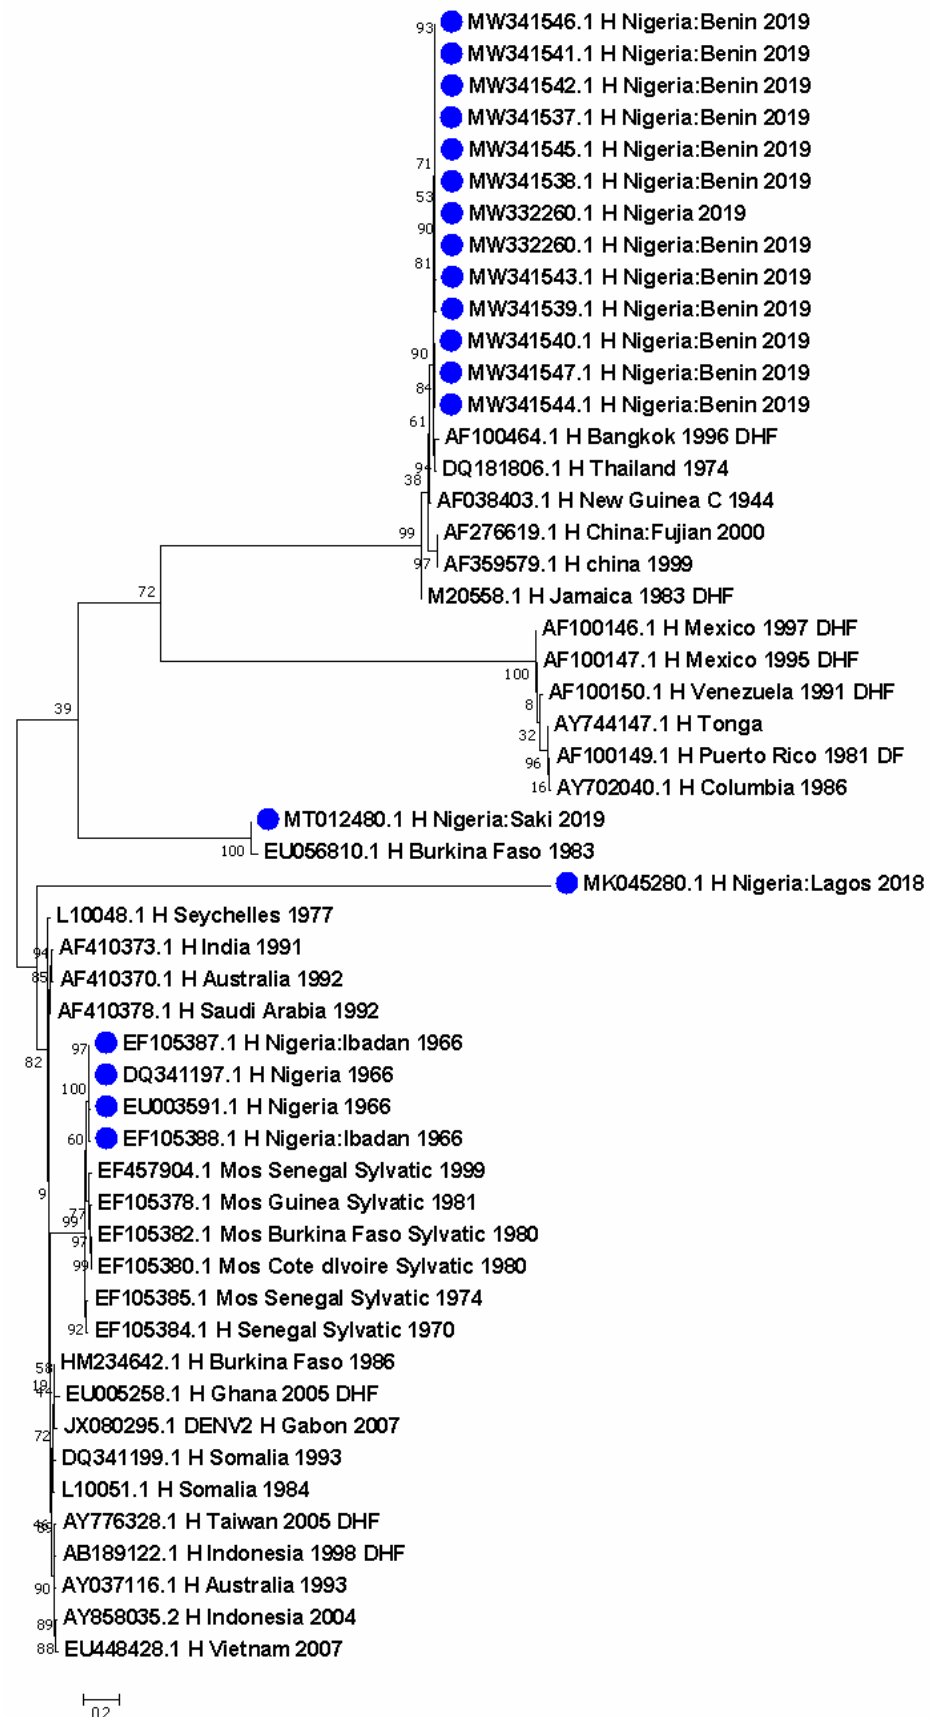 93
MW341546.1 H Nigeria:Benin 2019
MW341541.1 H Nigeria:Benin 2019
MW341542.1 H Nigeria:Benin 2019
MW341537.1 H Nigeria:Benin 2019
MW341545.1 H Nigeria:Benin 2019
71
MW341538.1 H Nigeria:Benin 2019
53
MW332260.1 H Nigeria 2019
90
MW332260.1 H Nigeria:Benin 2019
81
MW341543.1 H Nigeria:Benin 2019
MW341539.1 H Nigeria:Benin 2019
MW341540.1 H Nigeria:Benin 2019
90
MW341547.1 H Nigeria:Benin 2019
84
MW341544.1 H Nigeria:Benin 2019
61
AF100464.1 H Bangkok 1996 DHF
94
DQ181806.1 H Thailand 1974
38
AF038403.1 H New Guinea C 1944
99
AF276619.1 H China:Fujian 2000
97
AF359579.1 H china 1999
72
M20558.1 H Jamaica 1983 DHF
AF100146.1 H Mexico 1997 DHF
AF100147.1 H Mexico 1995 DHF
100
AF100150.1 H Venezuela 1991 DHF
8
39
AY744147.1 H Tonga
32
AF100149.1 H Puerto Rico 1981 DF
96
16
AY702040.1 H Columbia 1986
MT012480.1 H Nigeria:Saki 2019
100
EU056810.1 H Burkina Faso 1983
MK045280.1 H Nigeria:Lagos 2018
L10048.1 H Seychelles 1977
94
AF410373.1 H India 1991
85
AF410370.1 H Australia 1992
AF410378.1 H Saudi Arabia 1992
97
EF105387.1 H Nigeria:Ibadan 1966
82
DQ341197.1 H Nigeria 1966
100
EU003591.1 H Nigeria 1966
60
EF105388.1 H Nigeria:Ibadan 1966
EF457904.1 Mos Senegal Sylvatic 1999
9
EF105378.1 Mos Guinea Sylvatic 1981
77
99
EF105382.1 Mos Burkina Faso Sylvatic 1980
97
99
EF105380.1 Mos Cote dIvoire Sylvatic 1980
EF105385.1 Mos Senegal Sylvatic 1974
92
EF105384.1 H Senegal Sylvatic 1970
58
HM234642.1 H Burkina Faso 1986
19
EU005258.1 H Ghana 2005 DHF
72
JX080295.1 DENV2 H Gabon 2007
DQ341199.1 H Somalia 1993
L10051.1 H Somalia 1984
AY776328.1 H Taiwan 2005 DHF
AB189122.1 H Indonesia 1998 DHF
90
AY037116.1 H Australia 1993
89
AY858035.2 H Indonesia 2004
88
EU448428.1 H Vietnam 2007